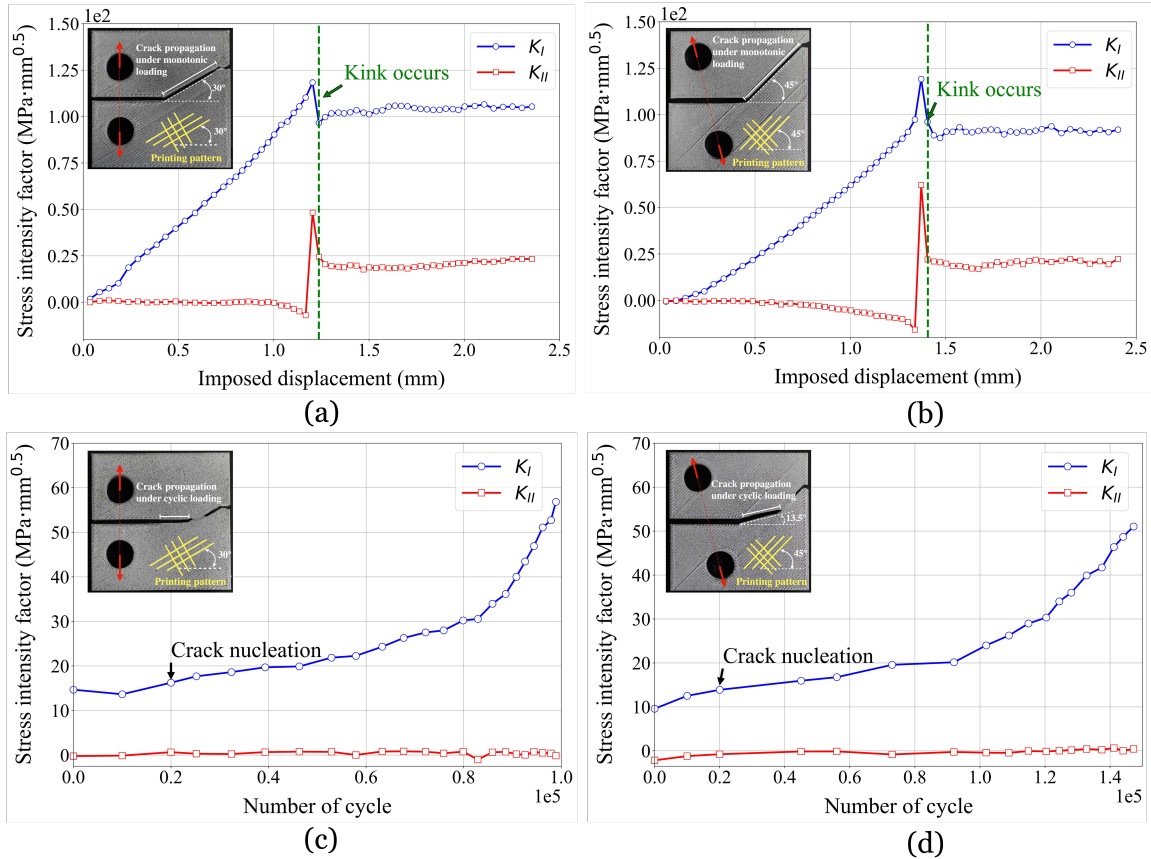 1e2
Stress intensity factor (MPa·mm^0.5)
1.50
1.25
1.00
0.75
0.50
0.25
0.00
Crack propagation
under monotonic
loading
30°
30°
Printing pattern
K_I
K_II
Kink occurs
0.0
0.5
1.0
1.5
2.0
2.5
Imposed displacement (mm)
(a)
1e2
Stress intensity factor (MPa·mm^0.5)
1.50
1.25
1.00
0.75
0.50
0.25
0.00
Crack propagation
under monotonic
loading
45°
45°
Printing pattern
K_I
K_II
Kink occurs
0.0
0.5
1.0
1.5
2.0
2.5
Imposed displacement (mm)
(b)
Stress intensity factor (MPa·mm^0.5)
70
60
50
40
30
20
10
0
Crack propagation
under cyclic loading
30°
Printing pattern
K_I
K_II
Crack nucleation
0.0
0.2
0.4
0.6
0.8
1.0
Number of cycle
1e5
(c)
Stress intensity factor (MPa·mm^0.5)
70
60
50
40
30
20
10
0
Crack propagation
under cyclic loading
13.5°
45°
Printing pattern
K_I
K_II
Crack nucleation
0.0
0.2
0.4
0.6
0.8
1.0
1.2
1.4
Number of cycle
1e5
(d)